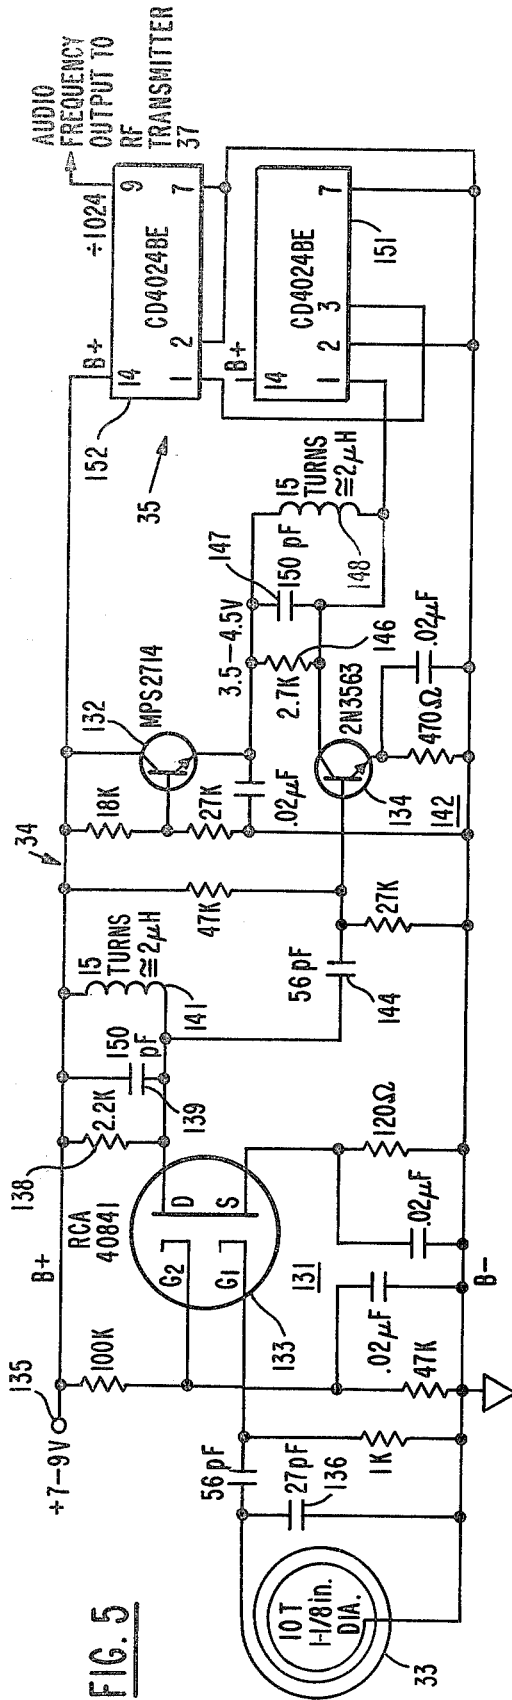 FIG. 5
+7-9V
135
B+
34
100K
138
2.2K
150
pF
139
15
TURNS
≅2µH
141
47K
18K
27K
132
MPS2714
.02µF
3.5-4.5V
147
150 pF
15
TURNS
≅2µH
148
146
2.7K
2N3563
134
.02µF
470Ω
142
27K
56pF
144
RCA
40841
G2
D
G1
S
133
131
120Ω
.02µF
.02µF
47K
B-
56pF
27pF
136
1K
10T
1-1/8 in.
DIA.
33
35
152
B+
14
1
2
CD4024BE
9
7
÷1024
AUDIO
FREQUENCY
OUTPUT TO
RF
TRANSMITTER
37
B+
14
1
2
3
CD4024BE
7
151